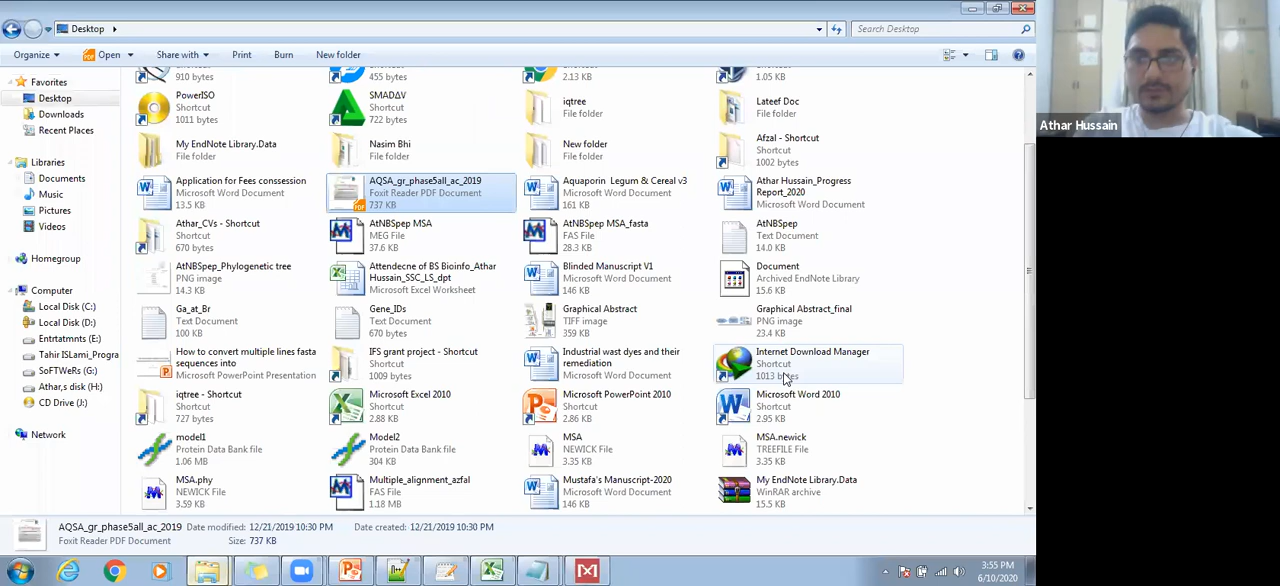 Desktop
Search Desktop
Organize
Open
Share with
Print
Burn
New folder
Favorites
Desktop
Downloads
Recent Places
Libraries
Documents
Music
Pictures
Videos
Homegroup
Computer
Local Disk (C:)
Local Disk (D:)
Entrtatmnts (E:)
Tahir ISLami_Progra
SoFTWeRs (G:)
Athar,s disk (H:)
CD Drive (J:)
Network
Shortcut
910 bytes
Shortcut
455 bytes
Shortcut
2.13 KB
Shortcut
1.05 KB
PowerISO
Shortcut
1011 bytes
SMADΔV
Shortcut
722 bytes
iqtree
File folder
Lateef Doc
File folder
My EndNote Library.Data
File folder
Nasim Bhi
File folder
New folder
File folder
Afzal - Shortcut
Shortcut
1002 bytes
Application for Fees conssession
Microsoft Word Document
13.5 KB
AQSA_gr_phase5all_ac_2019
Foxit Reader PDF Document
737 KB
Aquaporin Legum & Cereal v3
Microsoft Word Document
161 KB
Athar Hussain_Progress
Report_2020
Microsoft Word Document
Athar_CVs - Shortcut
Shortcut
670 bytes
AtNBSpep MSA
MEG File
37.6 KB
AtNBSpep MSA_fasta
FAS File
28.3 KB
AtNBSpep
Text Document
14.0 KB
AtNBSpep_Phylogenetic tree
PNG image
14.3 KB
Attendecne of BS Bioinfo_Athar
Hussain_SSC_LS_dpt
Microsoft Excel Worksheet
Blinded Manuscript V1
Microsoft Word Document
146 KB
Document
Archived EndNote Library
15.6 KB
Ga_at_Br
Text Document
100 KB
Gene_IDs
Text Document
670 bytes
Graphical Abstract
TIFF image
359 KB
Graphical Abstract_final
PNG image
23.4 KB
How to convert multiple lines fasta
sequences into
Microsoft PowerPoint Presentation
IFS grant project - Shortcut
Shortcut
1009 bytes
Industrial wast dyes and their
remediation
Microsoft Word Document
Internet Download Manager
Shortcut
1013 bytes
iqtree - Shortcut
Shortcut
727 bytes
Microsoft Excel 2010
Shortcut
2.88 KB
Microsoft PowerPoint 2010
Shortcut
2.86 KB
Microsoft Word 2010
Shortcut
2.95 KB
model1
Protein Data Bank file
1.06 MB
Model2
Protein Data Bank file
304 KB
MSA
NEWICK File
3.35 KB
MSA.newick
TREEFILE File
3.35 KB
MSA.phy
NEWICK File
3.59 KB
Multiple_alignment_azfal
FAS File
1.18 MB
Mustafa's Manuscript-2020
Microsoft Word Document
146 KB
My EndNote Library.Data
WinRAR archive
15.5 KB
AQSA_gr_phase5all_ac_2019 Date modified: 12/21/2019 10:30 PM Date created: 12/21/2019 10:30 PM
Foxit Reader PDF Document Size: 737 KB
3:55 PM
6/10/2020
Athar Hussain